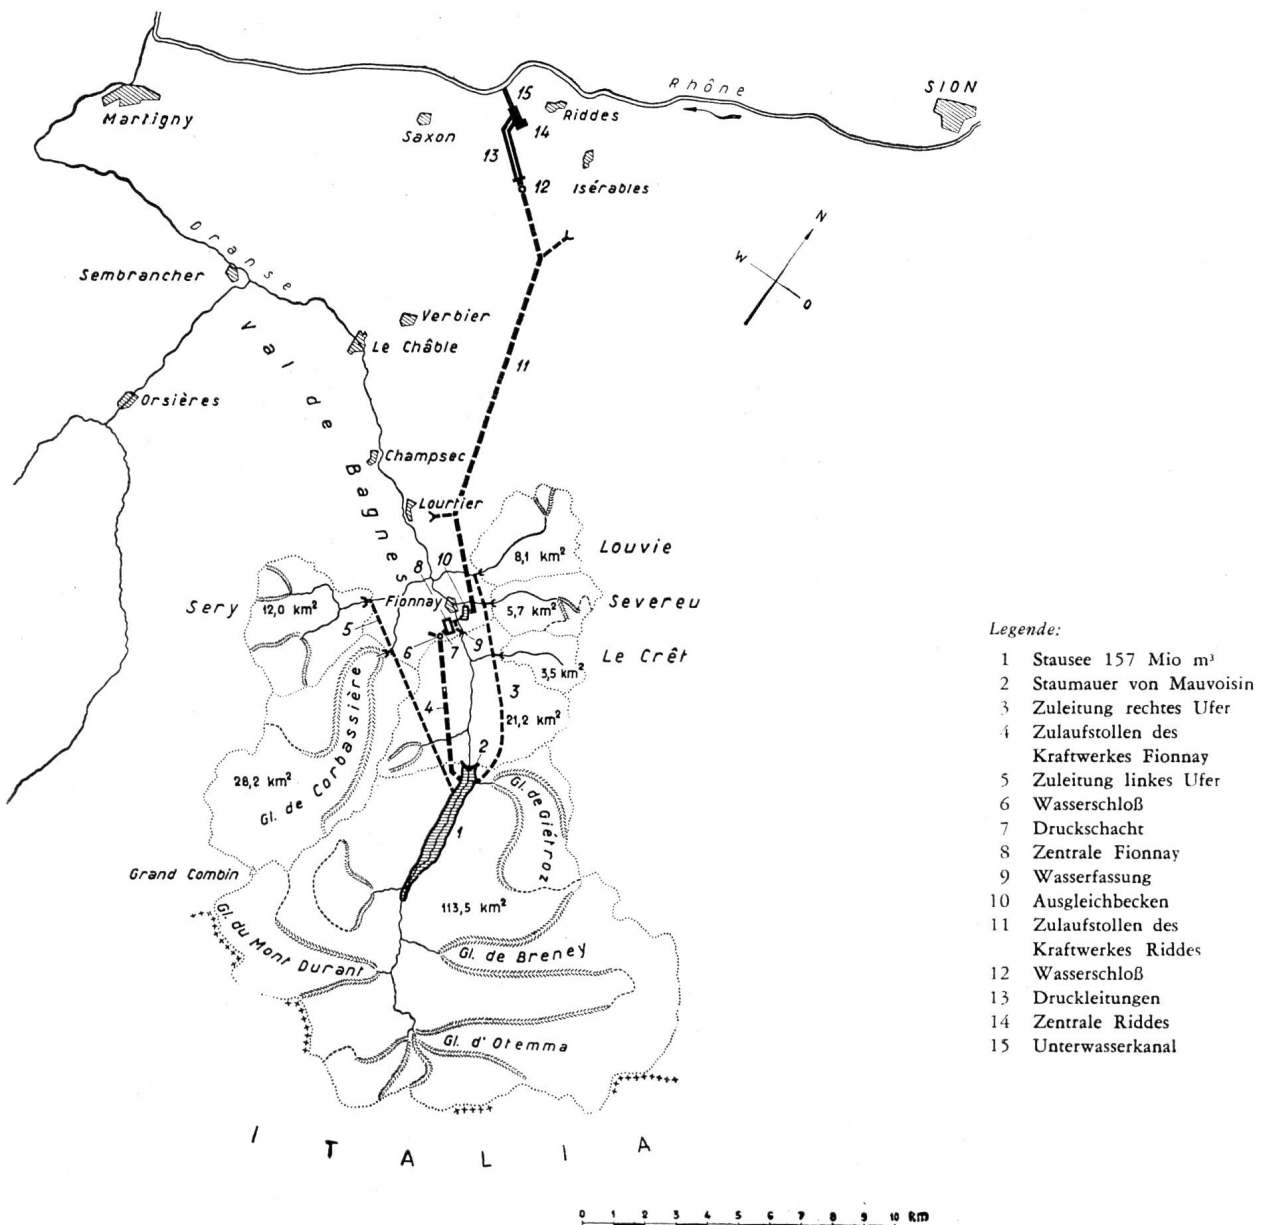 Rhône
SION
Martigny
Saxon
15
Riddes
14
13
Isérables
12
Dranse
N
W
O
Sembrancher
Verbier
Le Châble
Val de Bagnes
11
Orsières
Champsec
Lourtier
8,1 km²
Louvie
10
8
Sery
12,0 km²
Fionnay
5,7 km²
Severeu
5
6
7
9
Le Crêt
3,5 km²
3
4
21,2 km²
2
28,2 km²
Gl. de Corbassière
Gl. de Giétroz
1
Grand Combin
113,5 km²
Gl. du Mont Durant
Gl. de Breney
Gl. d'Otemma
ITALIA
0 1 2 3 4 5 6 7 8 9 10 Km
Legende:
1 Stausee 157 Mio m³
2 Staumauer von Mauvoisin
3 Zuleitung rechtes Ufer
4 Zulaufstollen des
Kraftwerkes Fionnay
5 Zuleitung linkes Ufer
6 Wasserschloß
7 Druckschacht
8 Zentrale Fionnay
9 Wasserfassung
10 Ausgleichbecken
11 Zulaufstollen des
Kraftwerkes Riddes
12 Wasserschloß
13 Druckleitungen
14 Zentrale Riddes
15 Unterwasserkanal